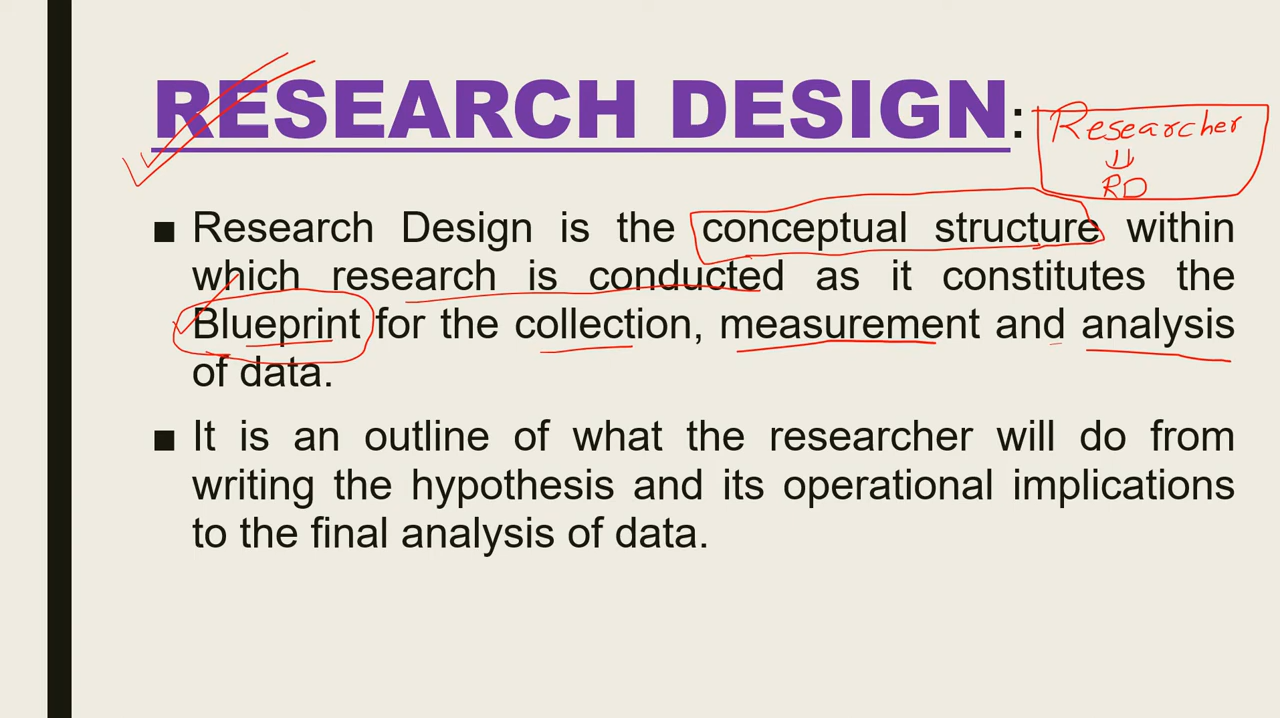 RESEARCH DESIGN:
Researcher
RD
■ Research Design is the conceptual structure within
which research is conducted as it constitutes the
Blueprint for the collection, measurement and analysis
of data.
■ It is an outline of what the researcher will do from
writing the hypothesis and its operational implications
to the final analysis of data.